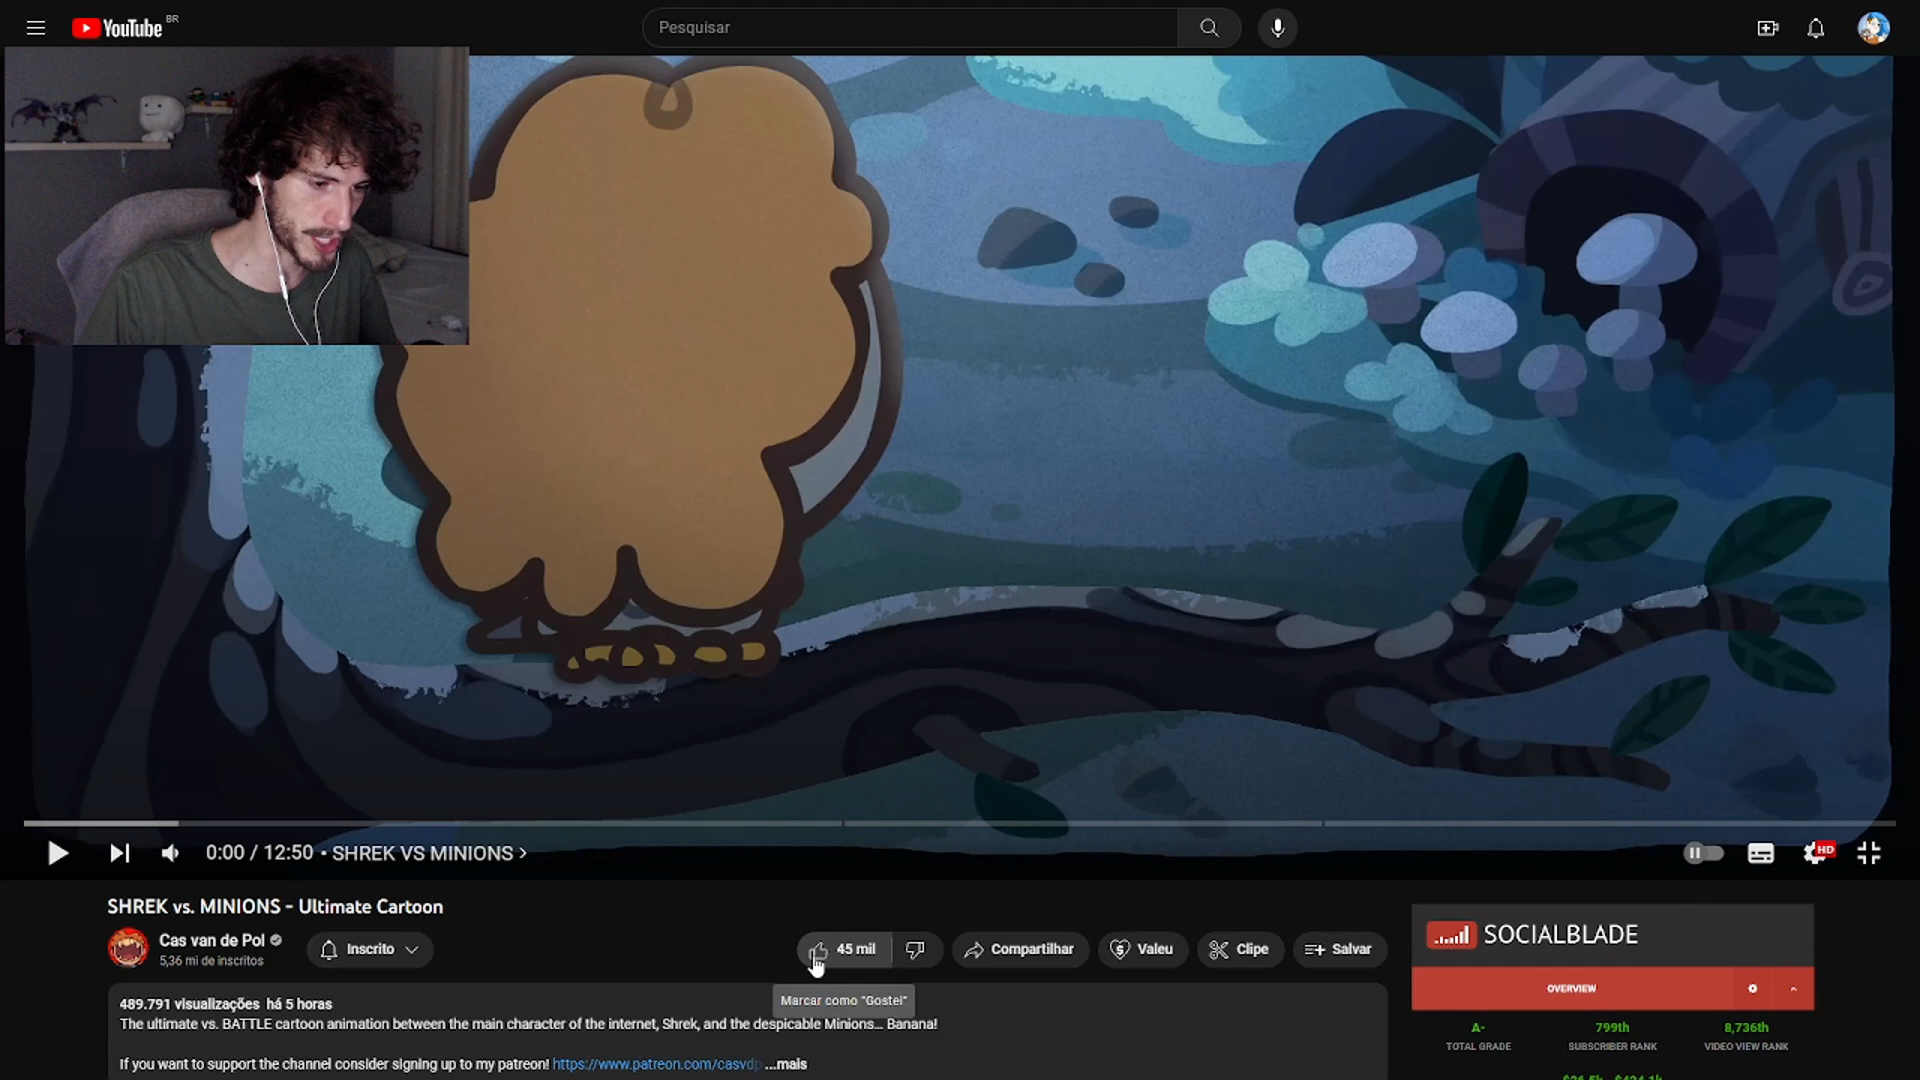 YouTube BR
Pesquisar
0:00 / 12:50 • SHREK VS MINIONS >
HD
SHREK vs. MINIONS - Ultimate Cartoon
Cas van de Pol
5,36 mi de inscritos
Inscrito
45 mil
Compartilhar
Valeu
Clipe
Salvar
Marcar como "Gostei"
489.791 visualizações há 5 horas
The ultimate vs. BATTLE cartoon animation between the main character of the internet, Shrek, and the despicable Minions... Banana!
If you want to support the channel consider signing up to my patreon! https://www.patreon.com/casvdp ...mais
SOCIALBLADE
OVERVIEW
A- 799th 8,736th
TOTAL GRADE SUBSCRIBER RANK VIDEO VIEW RANK